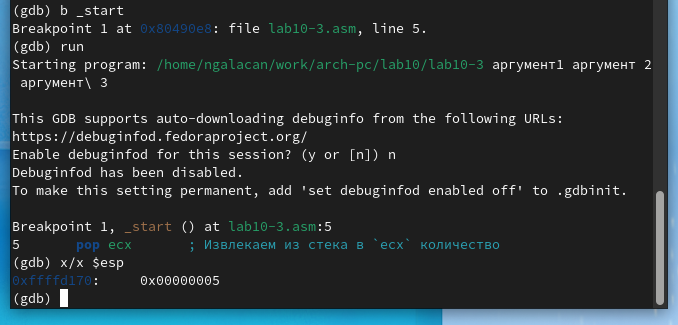 (gdb) b _start
Breakpoint 1 at 0x80490e8: file lab10-3.asm, line 5.
(gdb) run
Starting program: /home/ngalacan/work/arch-pc/lab10/lab10-3 аргумент1 аргумент 2
 аргумент\ 3
This GDB supports auto-downloading debuginfo from the following URLs:
https://debuginfod.fedoraproject.org/
Enable debuginfod for this session? (y or [n]) n
Debuginfod has been disabled.
To make this setting permanent, add 'set debuginfod enabled off' to .gdbinit.
Breakpoint 1, _start () at lab10-3.asm:5
5 pop ecx ; Извлекаем из стека в `ecx` количество
(gdb) x/x $esp
0xffffd170: 0x00000005
(gdb)